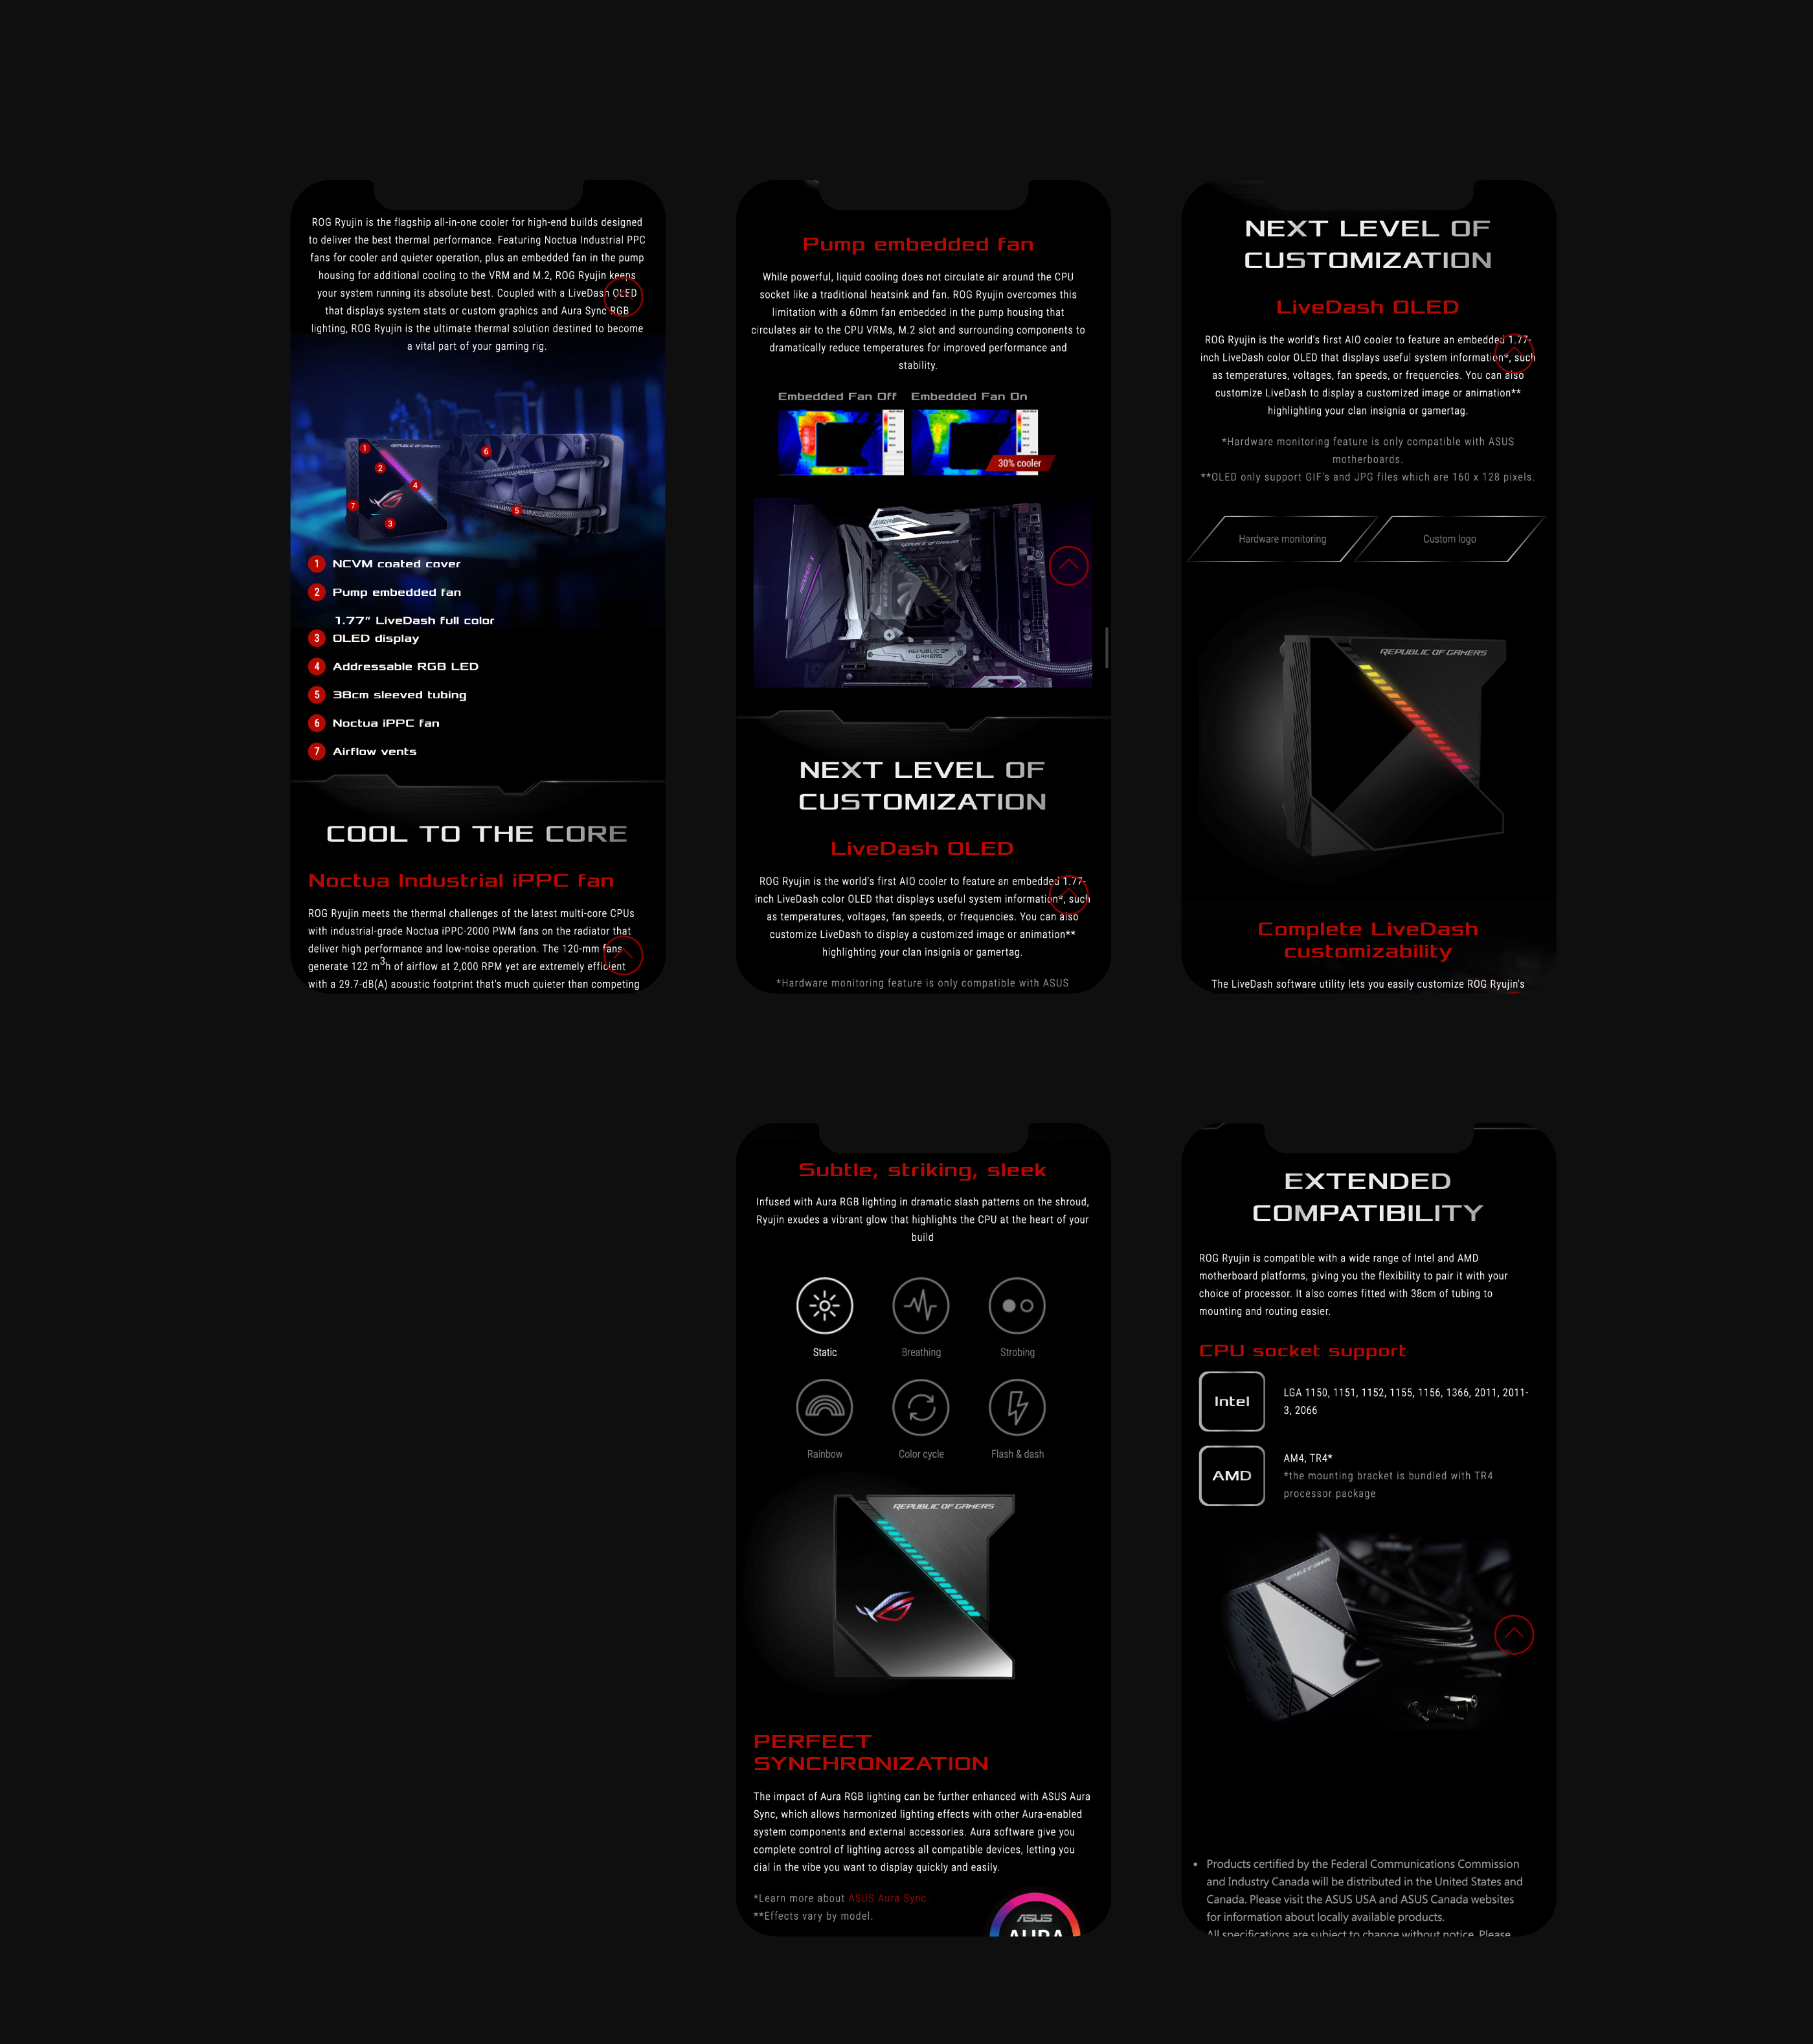 ROG Ryujin is the flagship all-in-one cooler for high-end builds designed
to deliver the best thermal performance. Featuring Noctua Industrial PPC
fans for cooler and quieter operation, plus an embedded fan in the pump
housing for additional cooling to the VRM and M.2, ROG Ryujin keeps
your system running its absolute best. Coupled with a LiveDash OLED
that displays system stats or custom graphics and Aura Sync RGB
lighting, ROG Ryujin is the ultimate thermal solution destined to become
a vital part of your gaming rig.
REPUBLIC OF GAMERS
1
2
3
4
5
6
7
1 NCVM coated cover
2 Pump embedded fan
1.77” LiveDash full color
3 OLED display
4 Addressable RGB LED
5 38cm sleeved tubing
6 Noctua iPPC fan
7 Airflow vents
COOL TO THE CORE
Noctua Industrial iPPC fan
ROG Ryujin meets the thermal challenges of the latest multi-core CPUs
with industrial-grade Noctua iPPC-2000 PWM fans on the radiator that
deliver high performance and low-noise operation. The 120-mm fans
generate 122 m3h of airflow at 2,000 RPM yet are extremely efficient
with a 29.7-dB(A) acoustic footprint that's much quieter than competing
Pump embedded fan
While powerful, liquid cooling does not circulate air around the CPU
socket like a traditional heatsink and fan. ROG Ryujin overcomes this
limitation with a 60mm fan embedded in the pump housing that
circulates air to the CPU VRMs, M.2 slot and surrounding components to
dramatically reduce temperatures for improved performance and
stability.
Embedded Fan Off Embedded Fan On
30% cooler
REPUBLIC OF GAMERS
REPUBLIC OF
GAMERS
NEXT LEVEL OF
CUSTOMIZATION
LiveDash OLED
ROG Ryujin is the world's first AIO cooler to feature an embedded 1.77-
inch LiveDash color OLED that displays useful system information*, such
as temperatures, voltages, fan speeds, or frequencies. You can also
customize LiveDash to display a customized image or animation**
highlighting your clan insignia or gamertag.
*Hardware monitoring feature is only compatible with ASUS
NEXT LEVEL OF
CUSTOMIZATION
LiveDash OLED
ROG Ryujin is the world's first AIO cooler to feature an embedded 1.77-
inch LiveDash color OLED that displays useful system information*, such
as temperatures, voltages, fan speeds, or frequencies. You can also
customize LiveDash to display a customized image or animation**
highlighting your clan insignia or gamertag.
*Hardware monitoring feature is only compatible with ASUS
motherboards.
**OLED only support GIF's and JPG files which are 160 x 128 pixels.
Hardware monitoring Custom logo
REPUBLIC OF GAMERS
Complete LiveDash
customizability
The LiveDash software utility lets you easily customize ROG Ryujin's
Subtle, striking, sleek
Infused with Aura RGB lighting in dramatic slash patterns on the shroud,
Ryujin exudes a vibrant glow that highlights the CPU at the heart of your
build
Static Breathing Strobing
Rainbow Color cycle Flash & dash
REPUBLIC OF GAMERS
PERFECT
SYNCHRONIZATION
The impact of Aura RGB lighting can be further enhanced with ASUS Aura
Sync, which allows harmonized lighting effects with other Aura-enabled
system components and external accessories. Aura software give you
complete control of lighting across all compatible devices, letting you
dial in the vibe you want to display quickly and easily.
*Learn more about ASUS Aura Sync.
**Effects vary by model.
ASUS
AURA
EXTENDED
COMPATIBILITY
ROG Ryujin is compatible with a wide range of Intel and AMD
motherboard platforms, giving you the flexibility to pair it with your
choice of processor. It also comes fitted with 38cm of tubing to
mounting and routing easier.
CPU socket support
Intel
LGA 1150, 1151, 1152, 1155, 1156, 1366, 2011, 2011-
3, 2066
AMD
AM4, TR4*
*the mounting bracket is bundled with TR4
processor package
REPUBLIC OF GAMERS
▪ Products certified by the Federal Communications Commission
and Industry Canada will be distributed in the United States and
Canada. Please visit the ASUS USA and ASUS Canada websites
for information about locally available products.
All specifications are subject to change without notice. Please